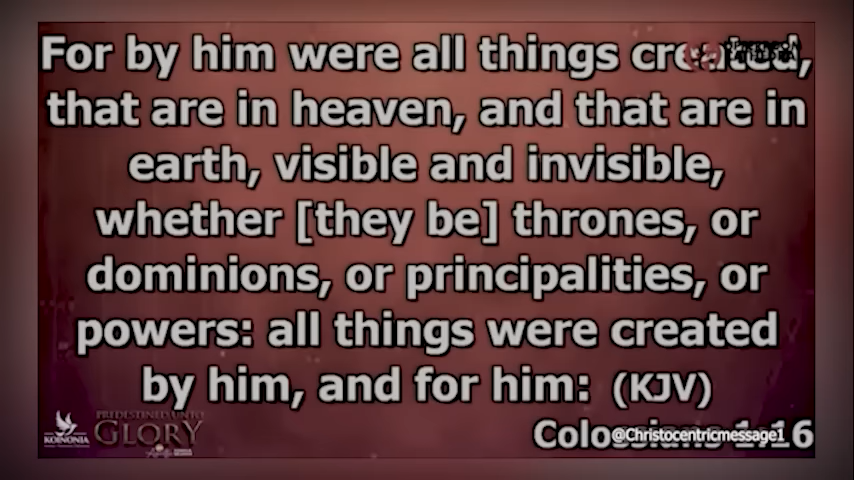 For by him were all things created,
that are in heaven, and that are in
earth, visible and invisible,
whether [they be] thrones, or
dominions, or principalities, or
powers: all things were created
by him, and for him: (KJV)
Colossians 1:16
@Christocentricmessage1
KOINONIA
PREDESTINED UNTO
GLORY